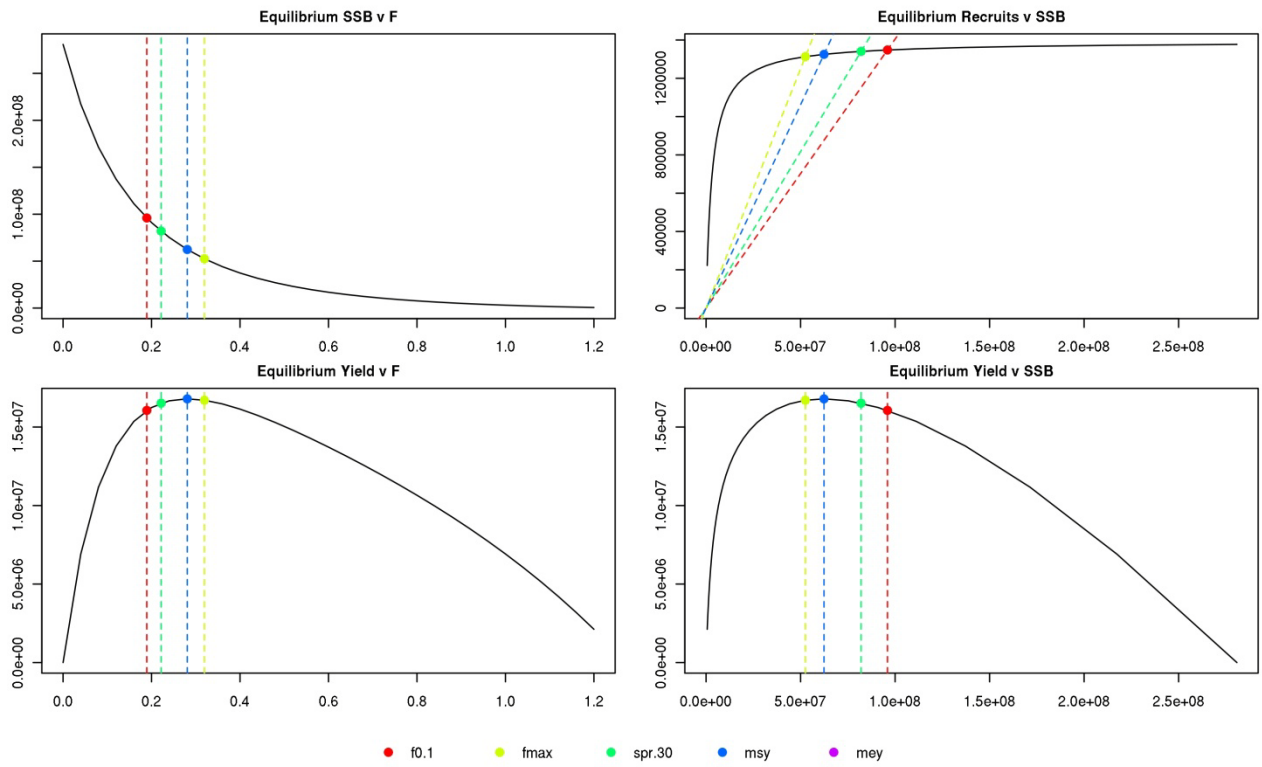 Equilibrium SSB v F
0.0e+00 1.0e+08 2.0e+08
0.0 0.2 0.4 0.6 0.8 1.0 1.2
Equilibrium Recruits v SSB
0 400000 800000 1200000
0.0e+00 5.0e+07 1.0e+08 1.5e+08 2.0e+08 2.5e+08
Equilibrium Yield v F
0.0e+00 5.0e+06 1.0e+07 1.5e+07
0.0 0.2 0.4 0.6 0.8 1.0 1.2
Equilibrium Yield v SSB
0.0e+00 5.0e+06 1.0e+07 1.5e+07
0.0e+00 5.0e+07 1.0e+08 1.5e+08 2.0e+08 2.5e+08
f0.1 fmax spr.30 msy mey